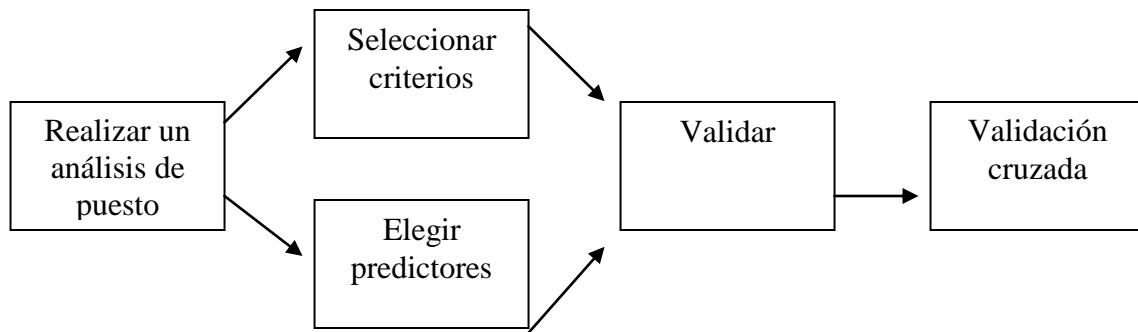 Realizar un
análisis de
puesto
Seleccionar
criterios
Elegir
predictores
Validar
Validación
cruzada